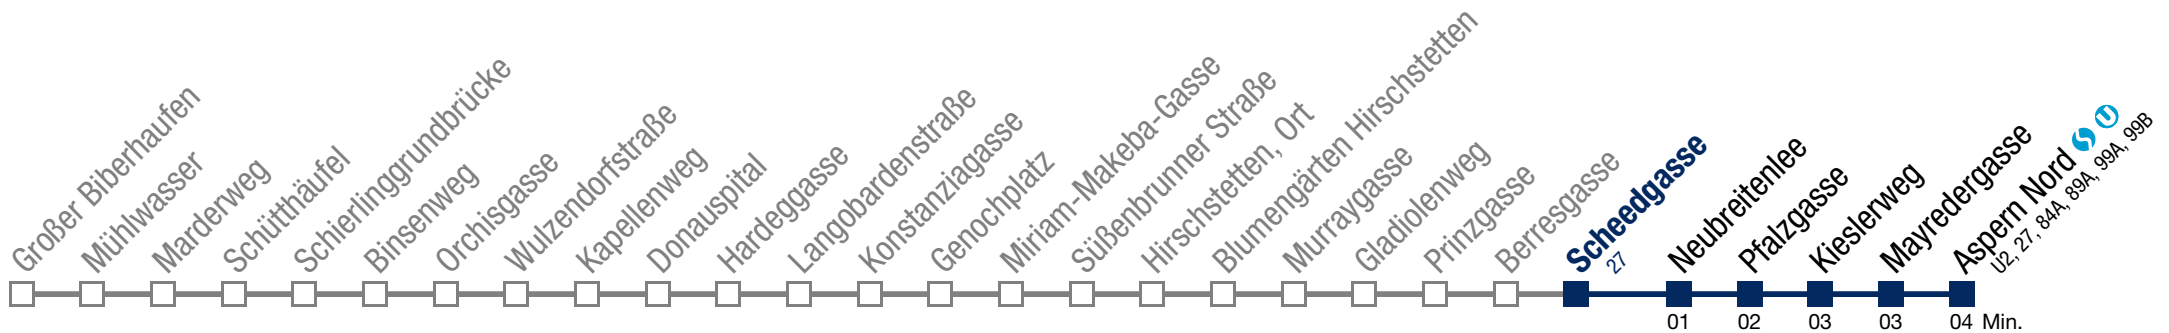 Großer Biberhaufen
Mühlwasser
Marderweg
Schütthäufel
Schierlinggrundbrücke
Binsenweg
Orchisgasse
Wulzendorfstraße
Kapellenweg
Donauspital
Hardeggasse
Langobardenstraße
Konstanziagasse
Genochplatz
Miriam-Makeba-Gasse
Süßenbrunner Straße
Hirschstetten, Ort
Blumengärten Hirschstetten
Murraygasse
Gladiolenweg
Prinzgasse
Berresgasse
Scheedgasse
27
Neubreitenlee
Pfalzgasse
Kieslerweg
Mayredergasse
Aspern Nord S U
U2, 27, 84A, 89A, 99A, 99B
01 02 03 03 04 Min.